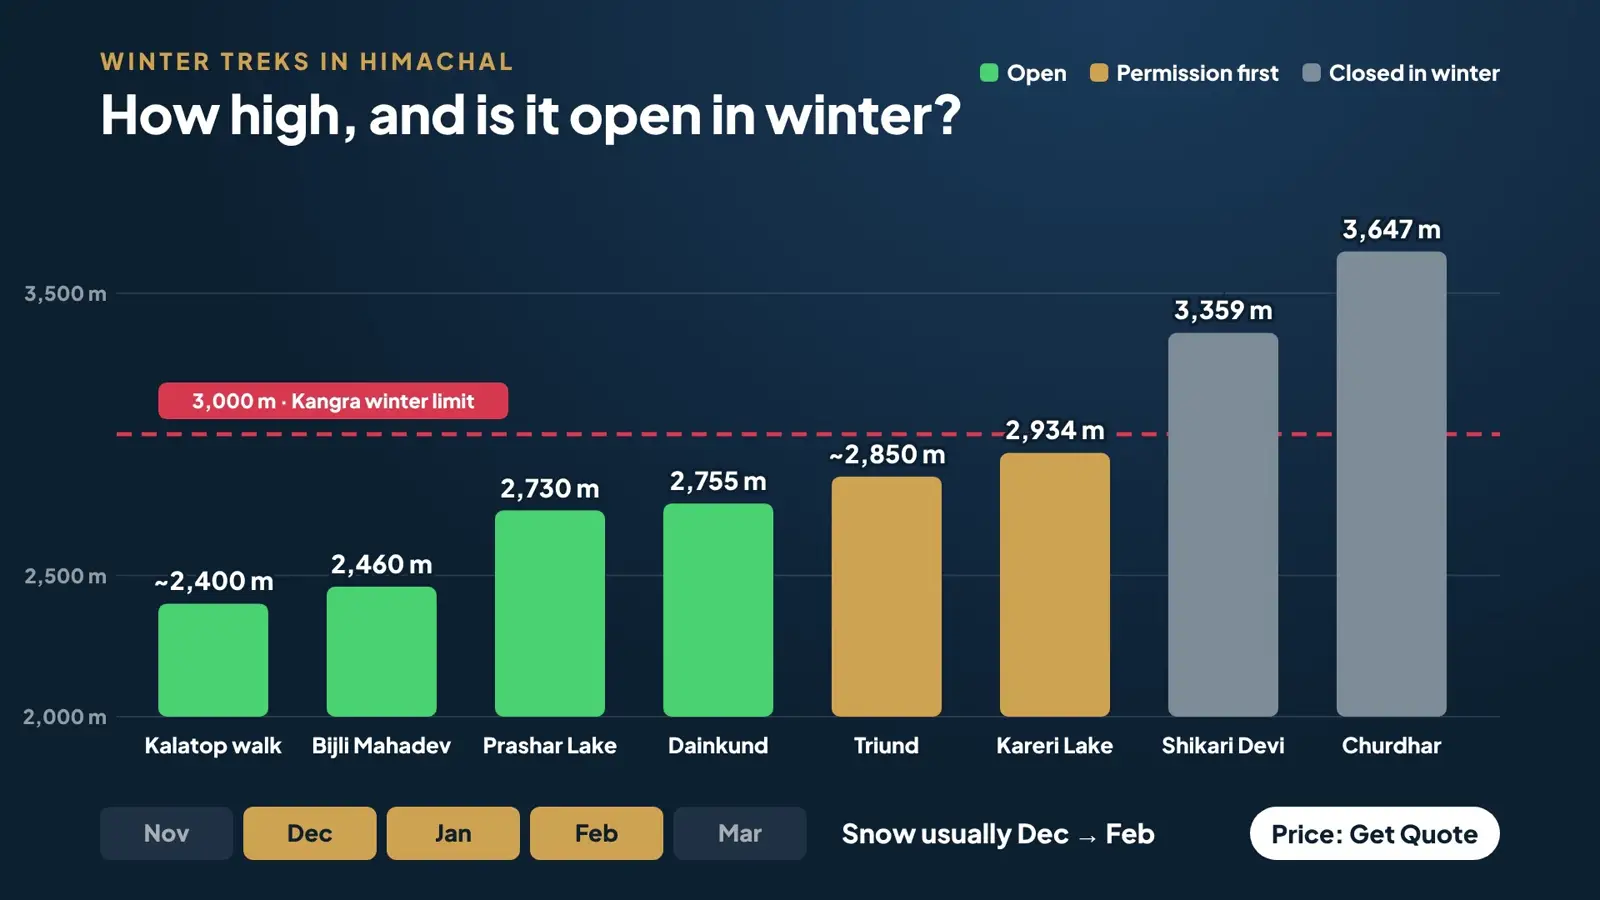 WINTER TREKS IN HIMACHAL
How high, and is it open in winter?
Open
Permission first
Closed in winter
3,647 m
3,500 m
3,359 m
3,000 m · Kangra winter limit
2,934 m
~2,850 m
2,755 m
2,730 m
2,460 m
~2,400 m
2,500 m
2,000 m
Kalatop walk
Bijli Mahadev
Prashar Lake
Dainkund
Triund
Kareri Lake
Shikari Devi
Churdhar
Nov
Dec
Jan
Feb
Mar
Snow usually Dec → Feb
Price: Get Quote